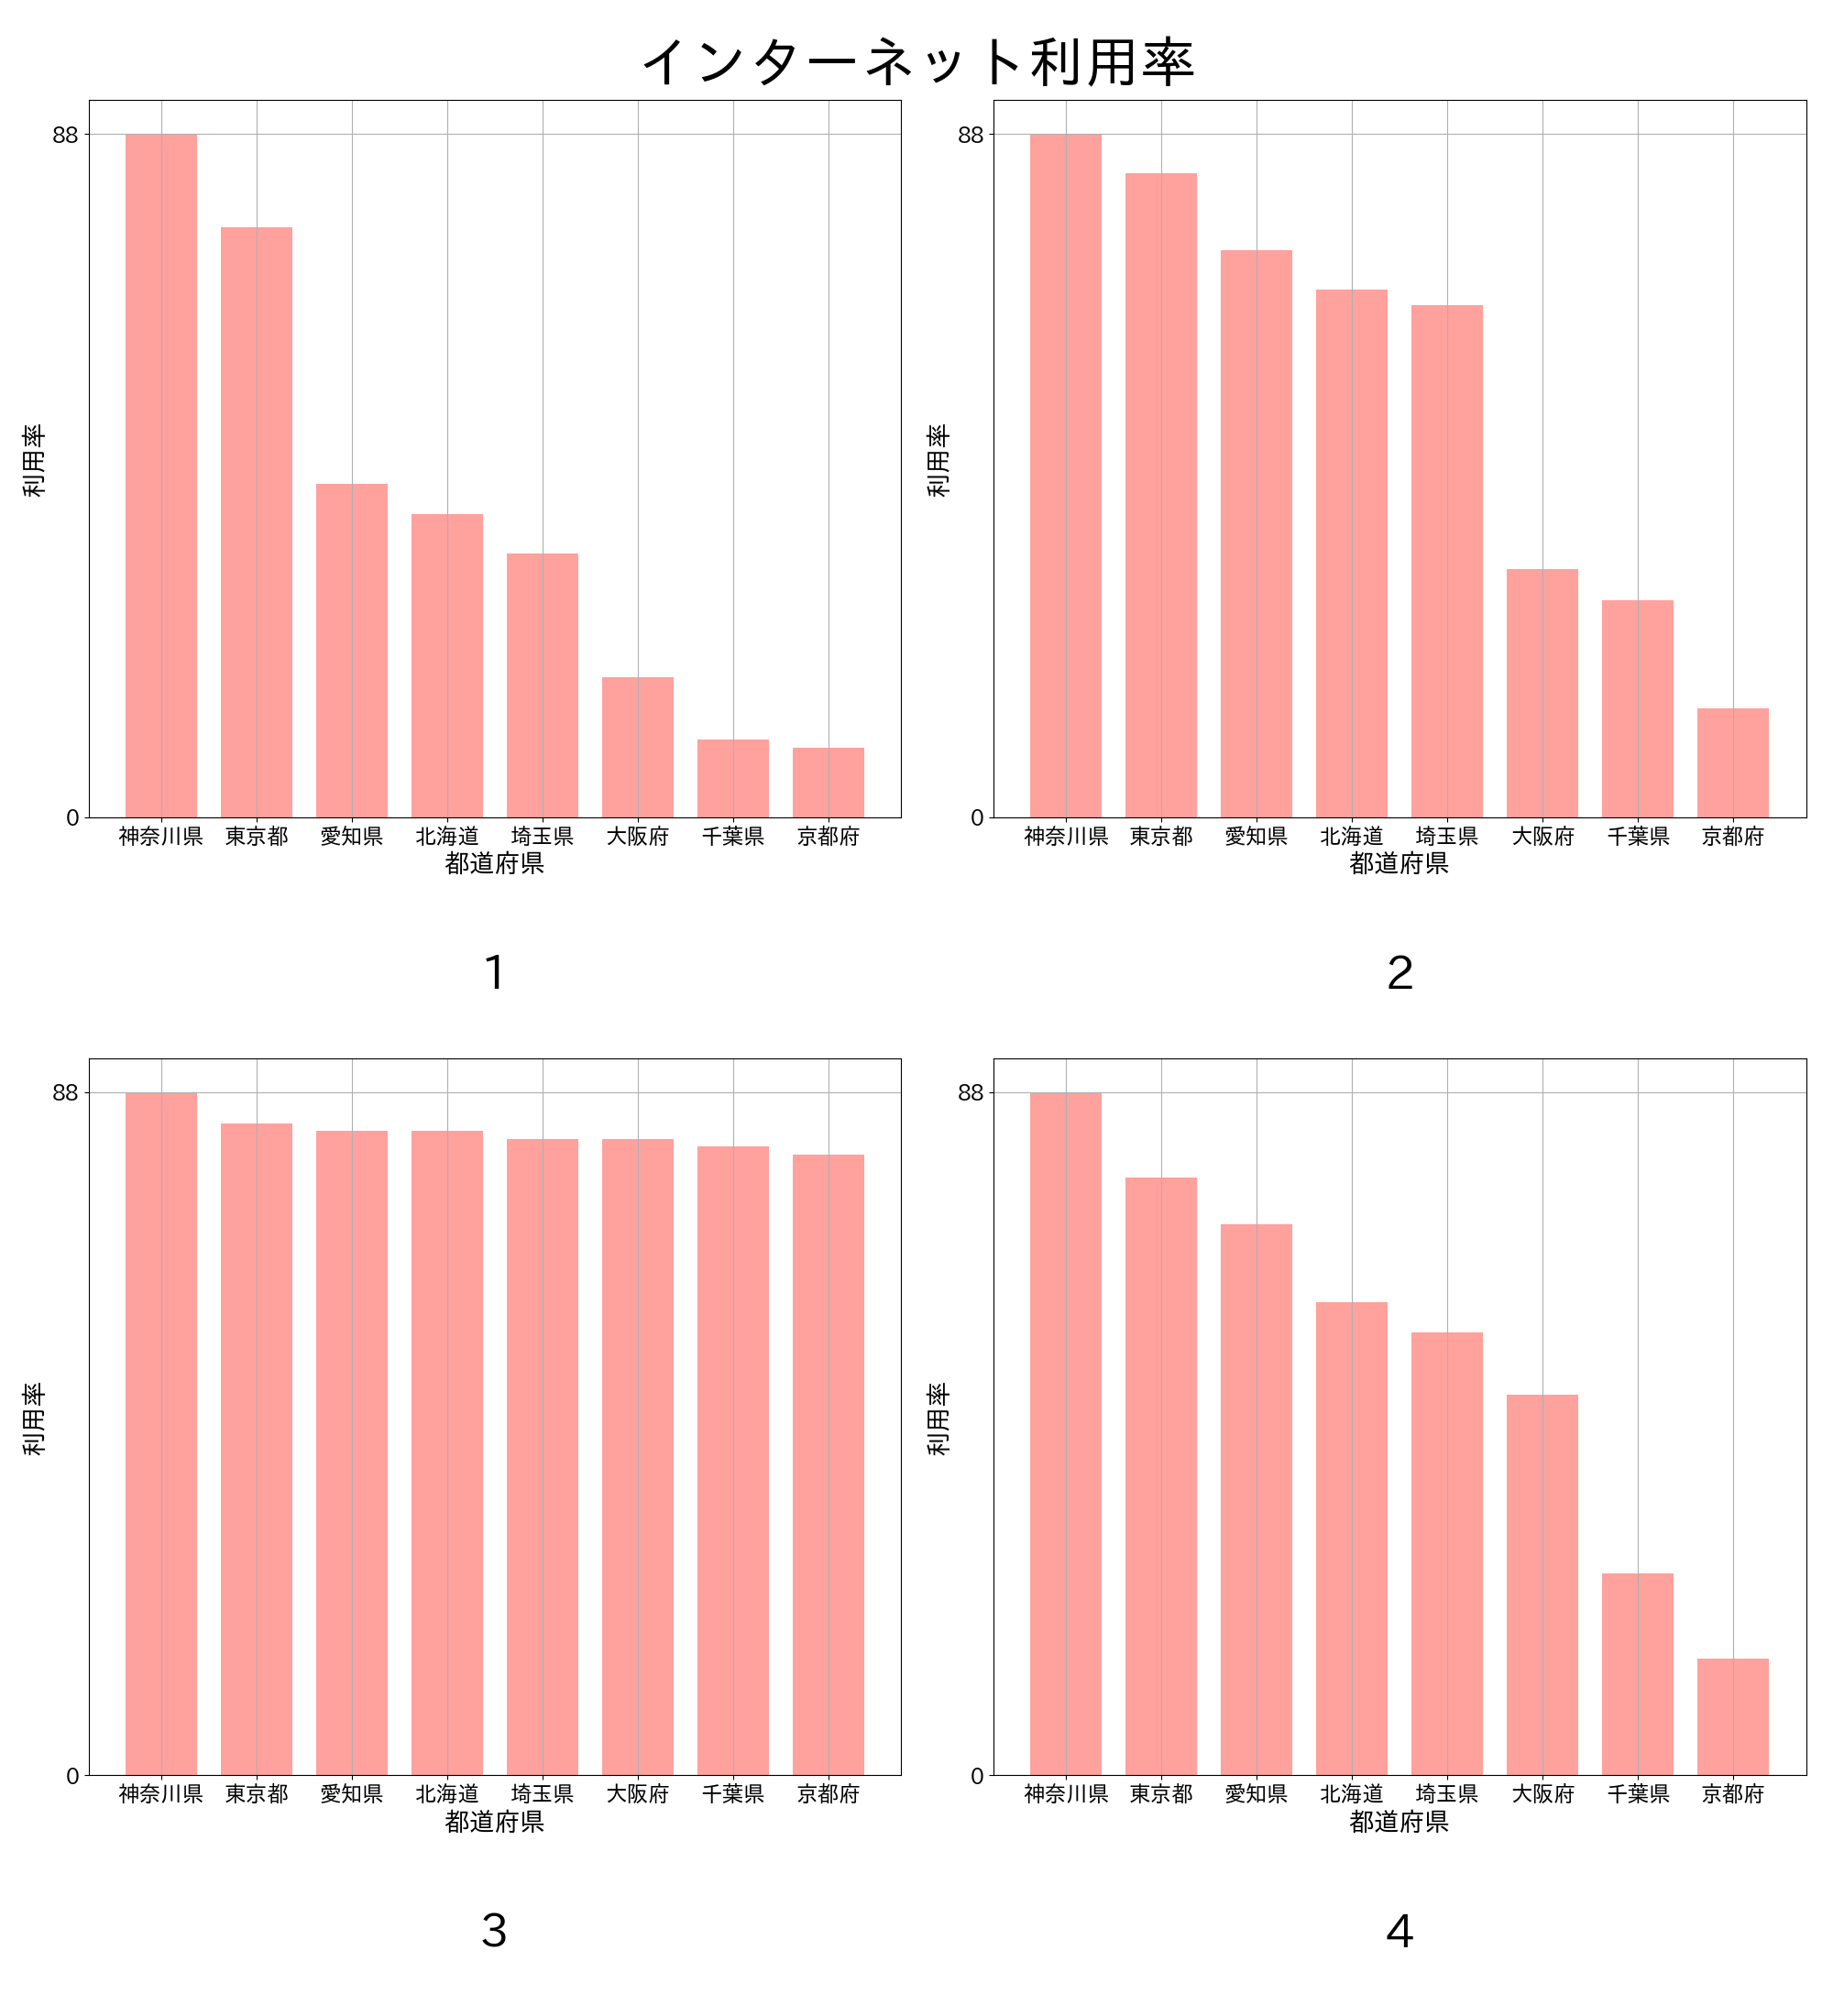 インターネット利用率
88
0
利用率
神奈川県 東京都 愛知県 北海道 埼玉県 大阪府 千葉県 京都府
都道府県
1
88
0
利用率
神奈川県 東京都 愛知県 北海道 埼玉県 大阪府 千葉県 京都府
都道府県
2
88
0
利用率
神奈川県 東京都 愛知県 北海道 埼玉県 大阪府 千葉県 京都府
都道府県
3
88
0
利用率
神奈川県 東京都 愛知県 北海道 埼玉県 大阪府 千葉県 京都府
都道府県
4